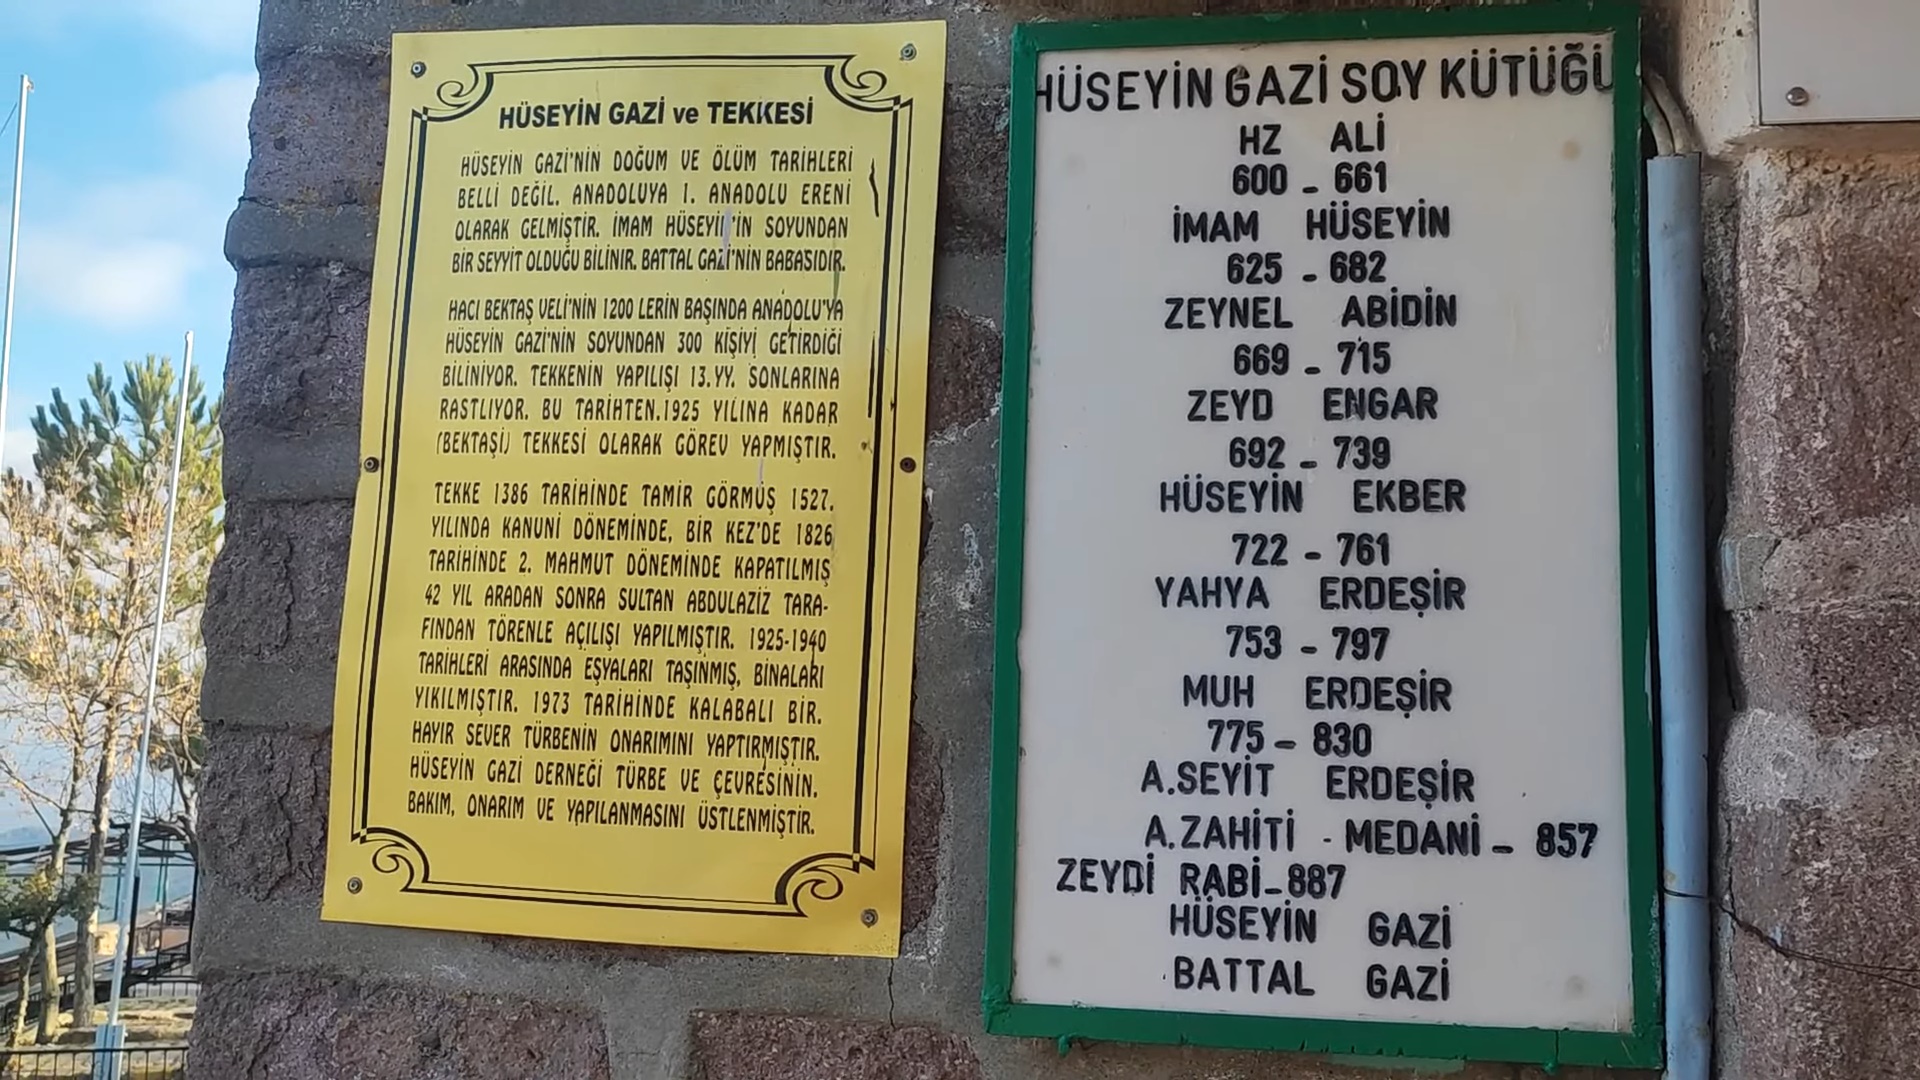 HÜSEYİN GAZİ ve TEKKESİ
HÜSEYİN GAZİ'NİN DOĞUM VE ÖLÜM TARİHLERİ
BELLİ DEĞİL. ANADOLUYA 1. ANADOLU ERENİ
OLARAK GELMİŞTİR. İMAM HÜSEYİN'İN SOYUNDAN
BİR SEYYİT OLDUĞU BİLİNİR. BATTAL GAZİ'NİN BABASIDIR.
HACI BEKTAŞ VELİ'NİN 1200 LERİN BAŞINDA ANADOLU'YA
HÜSEYİN GAZİ'NİN SOYUNDAN 300 KİŞİYİ GETİRDİĞİ
BİLİNİYOR. TEKKENİN YAPILIŞI 13.YY. SONLARINA
RASTLIYOR. BU TARİHTEN.1925 YILINA KADAR
(BEKTAŞİ) TEKKESİ OLARAK GÖREV YAPMIŞTIR.
TEKKE 1386 TARİHİNDE TAMİR GÖRMÜŞ 1527.
YILINDA KANUNİ DÖNEMİNDE, BİR KEZ'DE 1826
TARİHİNDE 2. MAHMUT DÖNEMİNDE KAPATILMIŞ
42 YIL ARADAN SONRA SULTAN ABDULAZİZ TARA-
FINDAN TÖRENLE AÇILIŞI YAPILMIŞTIR. 1925-1940
TARİHLERİ ARASINDA EŞYALARI TAŞINMIŞ, BİNALARI
YIKILMIŞTIR. 1973 TARİHİNDE KALABALI BİR.
HAYIR SEVER TÜRBENİN ONARIMINI YAPTIRMIŞTIR.
HÜSEYİN GAZİ DERNEĞİ TÜRBE VE ÇEVRESİNİN.
BAKIM, ONARIM VE YAPILANMASINI ÜSTLENMİŞTİR.
HÜSEYİN GAZİ SOY KÜTÜĞÜ
HZ ALİ
600 - 661
İMAM HÜSEYİN
625 - 682
ZEYNEL ABİDİN
669 - 715
ZEYD ENGAR
692 - 739
HÜSEYİN EKBER
722 - 761
YAHYA ERDEŞİR
753 - 797
MUH ERDEŞİR
775 - 830
A.SEYİT ERDEŞİR
A.ZAHİTİ - MEDANİ - 857
ZEYDİ RABİ-887
HÜSEYİN GAZİ
BATTAL GAZİ